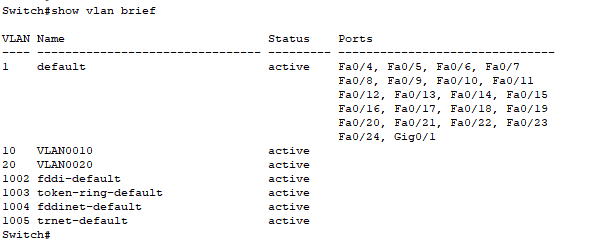 Switch#show vlan brief
VLAN Name                             Status    Ports
---- -------------------------------- --------- -------------------------------
1    default                          active    Fa0/4, Fa0/5, Fa0/6, Fa0/7
                                                Fa0/8, Fa0/9, Fa0/10, Fa0/11
                                                Fa0/12, Fa0/13, Fa0/14, Fa0/15
                                                Fa0/16, Fa0/17, Fa0/18, Fa0/19
                                                Fa0/20, Fa0/21, Fa0/22, Fa0/23
                                                Fa0/24, Gig0/1
10   VLAN0010                         active
20   VLAN0020                         active
1002 fddi-default                     active
1003 token-ring-default               active
1004 fddinet-default                  active
1005 trnet-default                    active
Switch#